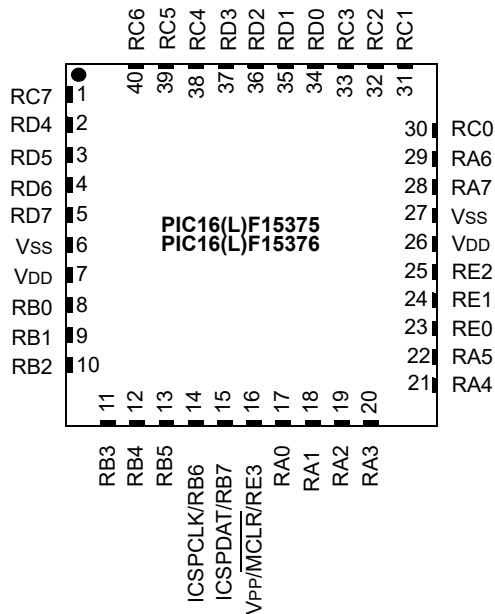 RC6
RC5
RC4
RD3
RD2
RD1
RD0
RC3
RC2
RC1
40
39
38
37
36
35
34
33
32
31
RC7 1
RD4 2
RD5 3
RD6 4
RD7 5
VSS 6
VDD 7
RB0 8
RB1 9
RB2 10
PIC16(L)F15375
PIC16(L)F15376
30 RC0
29 RA6
28 RA7
27 VSS
26 VDD
25 RE2
24 RE1
23 RE0
22 RA5
21 RA4
11
12
13
14
15
16
17
18
19
20
RB3
RB4
RB5
ICSPCLK/RB6
ICSPDAT/RB7
VPP/MCLR/RE3
RA0
RA1
RA2
RA3